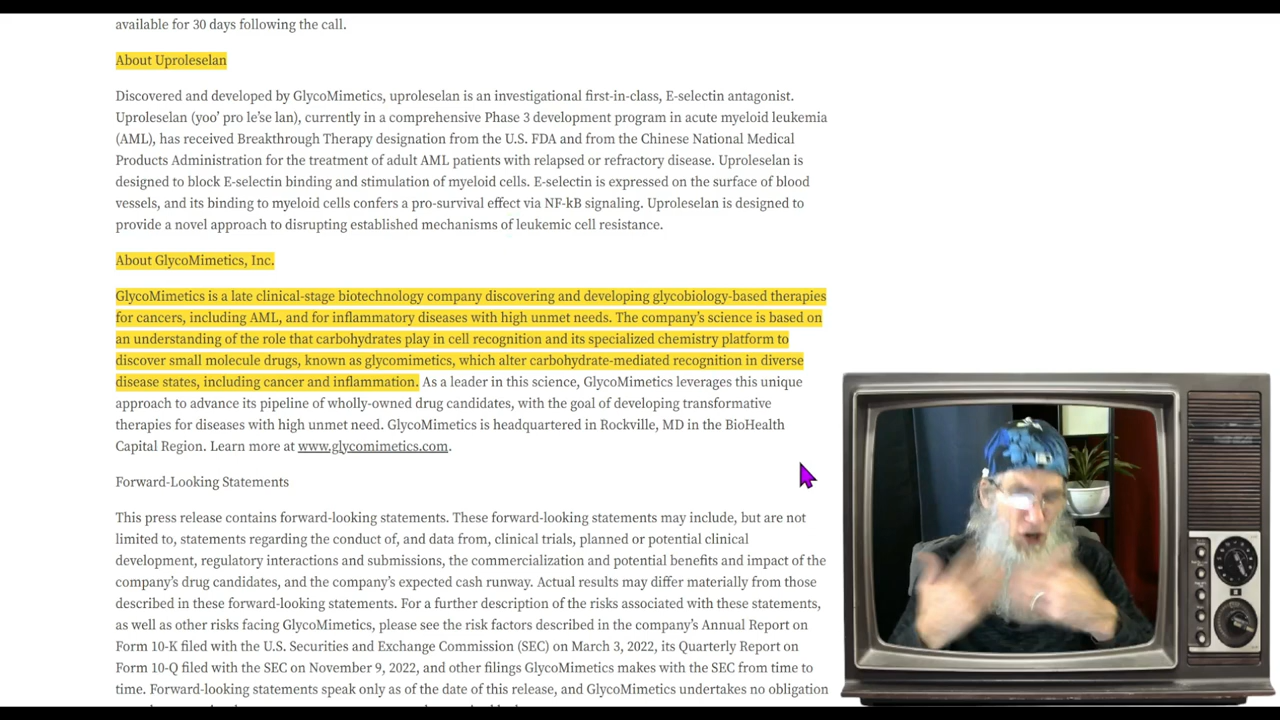 available for 30 days following the call.
About Uproleselan
Discovered and developed by GlycoMimetics, uproleselan is an investigational first-in-class, E-selectin antagonist.
Uproleselan (yoo’ pro le’se lan), currently in a comprehensive Phase 3 development program in acute myeloid leukemia
(AML), has received Breakthrough Therapy designation from the U.S. FDA and from the Chinese National Medical
Products Administration for the treatment of adult AML patients with relapsed or refractory disease. Uproleselan is
designed to block E-selectin binding and stimulation of myeloid cells. E-selectin is expressed on the surface of blood
vessels, and its binding to myeloid cells confers a pro-survival effect via NF-kB signaling. Uproleselan is designed to
provide a novel approach to disrupting established mechanisms of leukemic cell resistance.
About GlycoMimetics, Inc.
GlycoMimetics is a late clinical-stage biotechnology company discovering and developing glycobiology-based therapies
for cancers, including AML, and for inflammatory diseases with high unmet needs. The company’s science is based on
an understanding of the role that carbohydrates play in cell recognition and its specialized chemistry platform to
discover small molecule drugs, known as glycomimetics, which alter carbohydrate-mediated recognition in diverse
disease states, including cancer and inflammation. As a leader in this science, GlycoMimetics leverages this unique
approach to advance its pipeline of wholly-owned drug candidates, with the goal of developing transformative
therapies for diseases with high unmet need. GlycoMimetics is headquartered in Rockville, MD in the BioHealth
Capital Region. Learn more at www.glycomimetics.com.
Forward-Looking Statements
This press release contains forward-looking statements. These forward-looking statements may include, but are not
limited to, statements regarding the conduct of, and data from, clinical trials, planned or potential clinical
development, regulatory interactions and submissions, the commercialization and potential benefits and impact of the
company’s drug candidates, and the company’s expected cash runway. Actual results may differ materially from those
described in these forward-looking statements. For a further description of the risks associated with these statements,
as well as other risks facing GlycoMimetics, please see the risk factors described in the company’s Annual Report on
Form 10-K filed with the U.S. Securities and Exchange Commission (SEC) on March 3, 2022, its Quarterly Report on
Form 10-Q filed with the SEC on November 9, 2022, and other filings GlycoMimetics makes with the SEC from time to
time. Forward-looking statements speak only as of the date of this release, and GlycoMimetics undertakes no obligation